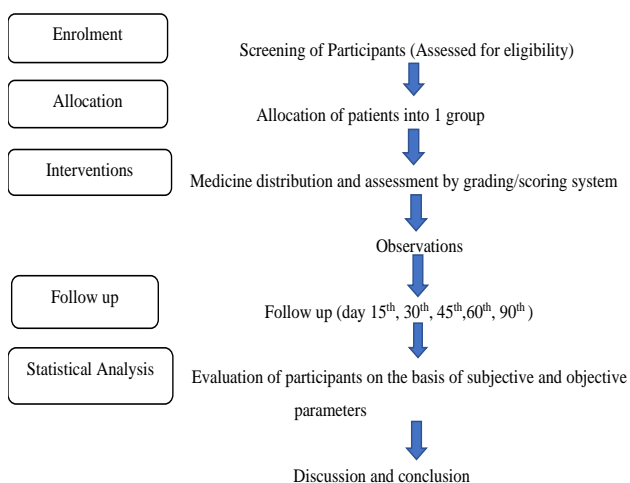 Enrolment
Screening of Participants (Assessed for eligibility)
Allocation
Allocation of patients into 1 group
Interventions
Medicine distribution and assessment by grading/scoring system
Observations
Follow up
Follow up (day 15th, 30th, 45th,60th, 90th )
Statistical Analysis
Evaluation of participants on the basis of subjective and objective
parameters
Discussion and conclusion